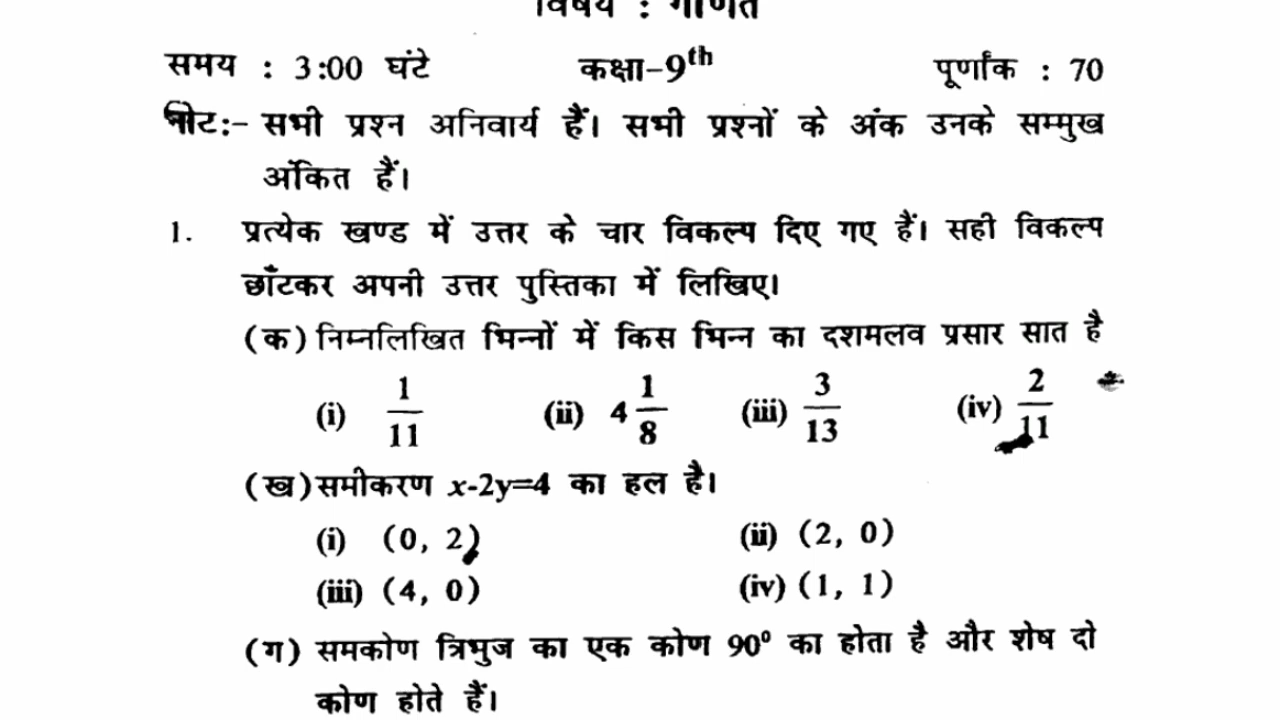 विषय : गणित
समय : 3:00 घंटे कक्षा-9th पूर्णांक : 70
नोट:- सभी प्रश्न अनिवार्य हैं। सभी प्रश्नों के अंक उनके सम्मुख
अंकित हैं।
1. प्रत्येक खण्ड में उत्तर के चार विकल्प दिए गए हैं। सही विकल्प
छाँटकर अपनी उत्तर पुस्तिका में लिखिए।
(क) निम्नलिखित भिन्नों में किस भिन्न का दशमलव प्रसार सात है
(i) 1/11 (ii) 4 1/8 (iii) 3/13 (iv) 2/11
(ख) समीकरण x-2y=4 का हल है।
(i) (0, 2) (ii) (2, 0)
(iii) (4, 0) (iv) (1, 1)
(ग) समकोण त्रिभुज का एक कोण 90⁰ का होता है और शेष दो
कोण होते हैं।